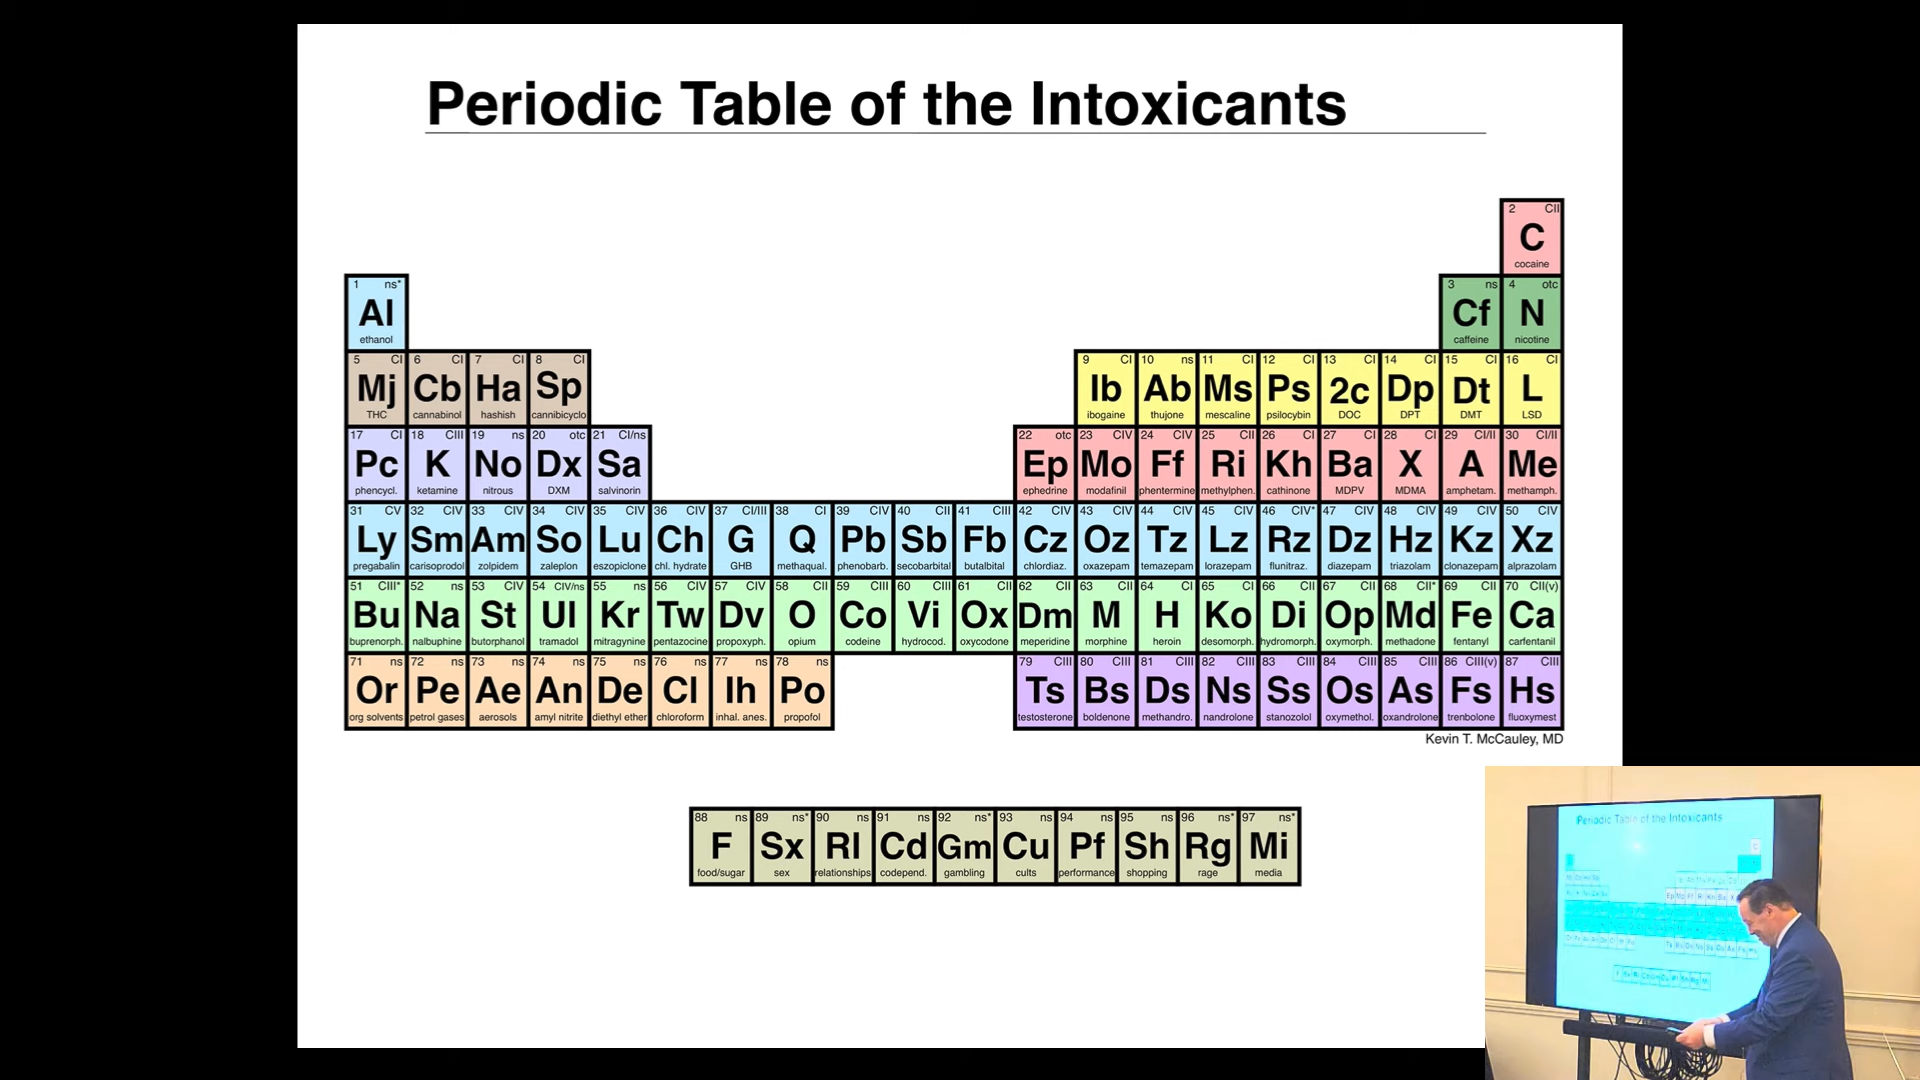 Periodic Table of the Intoxicants
2 CII
C
cocaine
1 ns* 3 ns 4 otc
Al Cf N
ethanol caffeine nicotine
5 CI 6 CI 7 CI 8 CI 9 CI 10 ns 11 CI 12 CI 13 CI 14 CI 15 CI 16 CI
Mj Cb Ha Sp Ib Ab Ms Ps 2c Dp Dt L
THC cannabinol hashish cannibicyclo ibogaine thujone mescaline psilocybin DOC DPT DMT LSD
17 CI 18 CIII 19 ns 20 otc 21 CI/ns 22 otc 23 CIV 24 CIV 25 CII 26 CI 27 CI 28 CI 29 CI/II 30 CI/II
Pc K No Dx Sa Ep Mo Ff Ri Kh Ba X A Me
phencycl. ketamine nitrous DXM salvinorin ephedrine modafinil phentermine methylphen. cathinone MDPV MDMA amphetam. methamph.
31 CV 32 CIV 33 CIV 34 CIV 35 CIV 36 CIV 37 CI/III 38 CI 39 CIV 40 CII 41 CIII 42 CIV 43 CIV 44 CIV 45 CIV 46 CIV* 47 CIV 48 CIV 49 CIV 50 CIV
Ly Sm Am So Lu Ch G Q Pb Sb Fb Cz Oz Tz Lz Rz Dz Hz Kz Xz
pregabalin carisoprodol zolpidem zaleplon eszopiclone chl. hydrate GHB methaqual. phenobarb. secobarbital butalbital chlordiaz. oxazepam temazepam lorazepam flunitraz. diazepam triazolam clonazepam alprazolam
51 CIII* 52 ns 53 CIV 54 CIV/ns 55 ns 56 CIV 57 CIV 58 CII 59 CIII 60 CIII 61 CII 62 CII 63 CII 64 CI 65 CI 66 CII 67 CII 68 CII* 69 CII 70 CII(v)
Bu Na St Ul Kr Tw Dv O Co Vi Ox Dm M H Ko Di Op Md Fe Ca
buprenorph. nalbuphine butorphanol tramadol mitragynine pentazocine propoxyph. opium codeine hydrocod. oxycodone meperidine morphine heroin desomorph. hydromorph. oxymorph. methadone fentanyl carfentanil
71 ns 72 ns 73 ns 74 ns 75 ns 76 ns 77 ns 78 ns 79 CIII 80 CIII 81 CIII 82 CIII 83 CIII 84 CIII 85 CIII 86 CIII(v) 87 CIII
Or Pe Ae An De Cl Ih Po Ts Bs Ds Ns Ss Os As Fs Hs
org solvents petrol gases aerosols amyl nitrite diethyl ether chloroform inhal. anes. propofol testosterone boldenone methandro. nandrolone stanozolol oxymethol. oxandrolone trenbolone fluoxymest
Kevin T. McCauley, MD
88 ns 89 ns* 90 ns 91 ns 92 ns* 93 ns 94 ns 95 ns 96 ns* 97 ns*
F Sx Rl Cd Gm Cu Pf Sh Rg Mi
food/sugar sex relationships codepend. gambling cults performance shopping rage media
Periodic Table of the Intoxicants